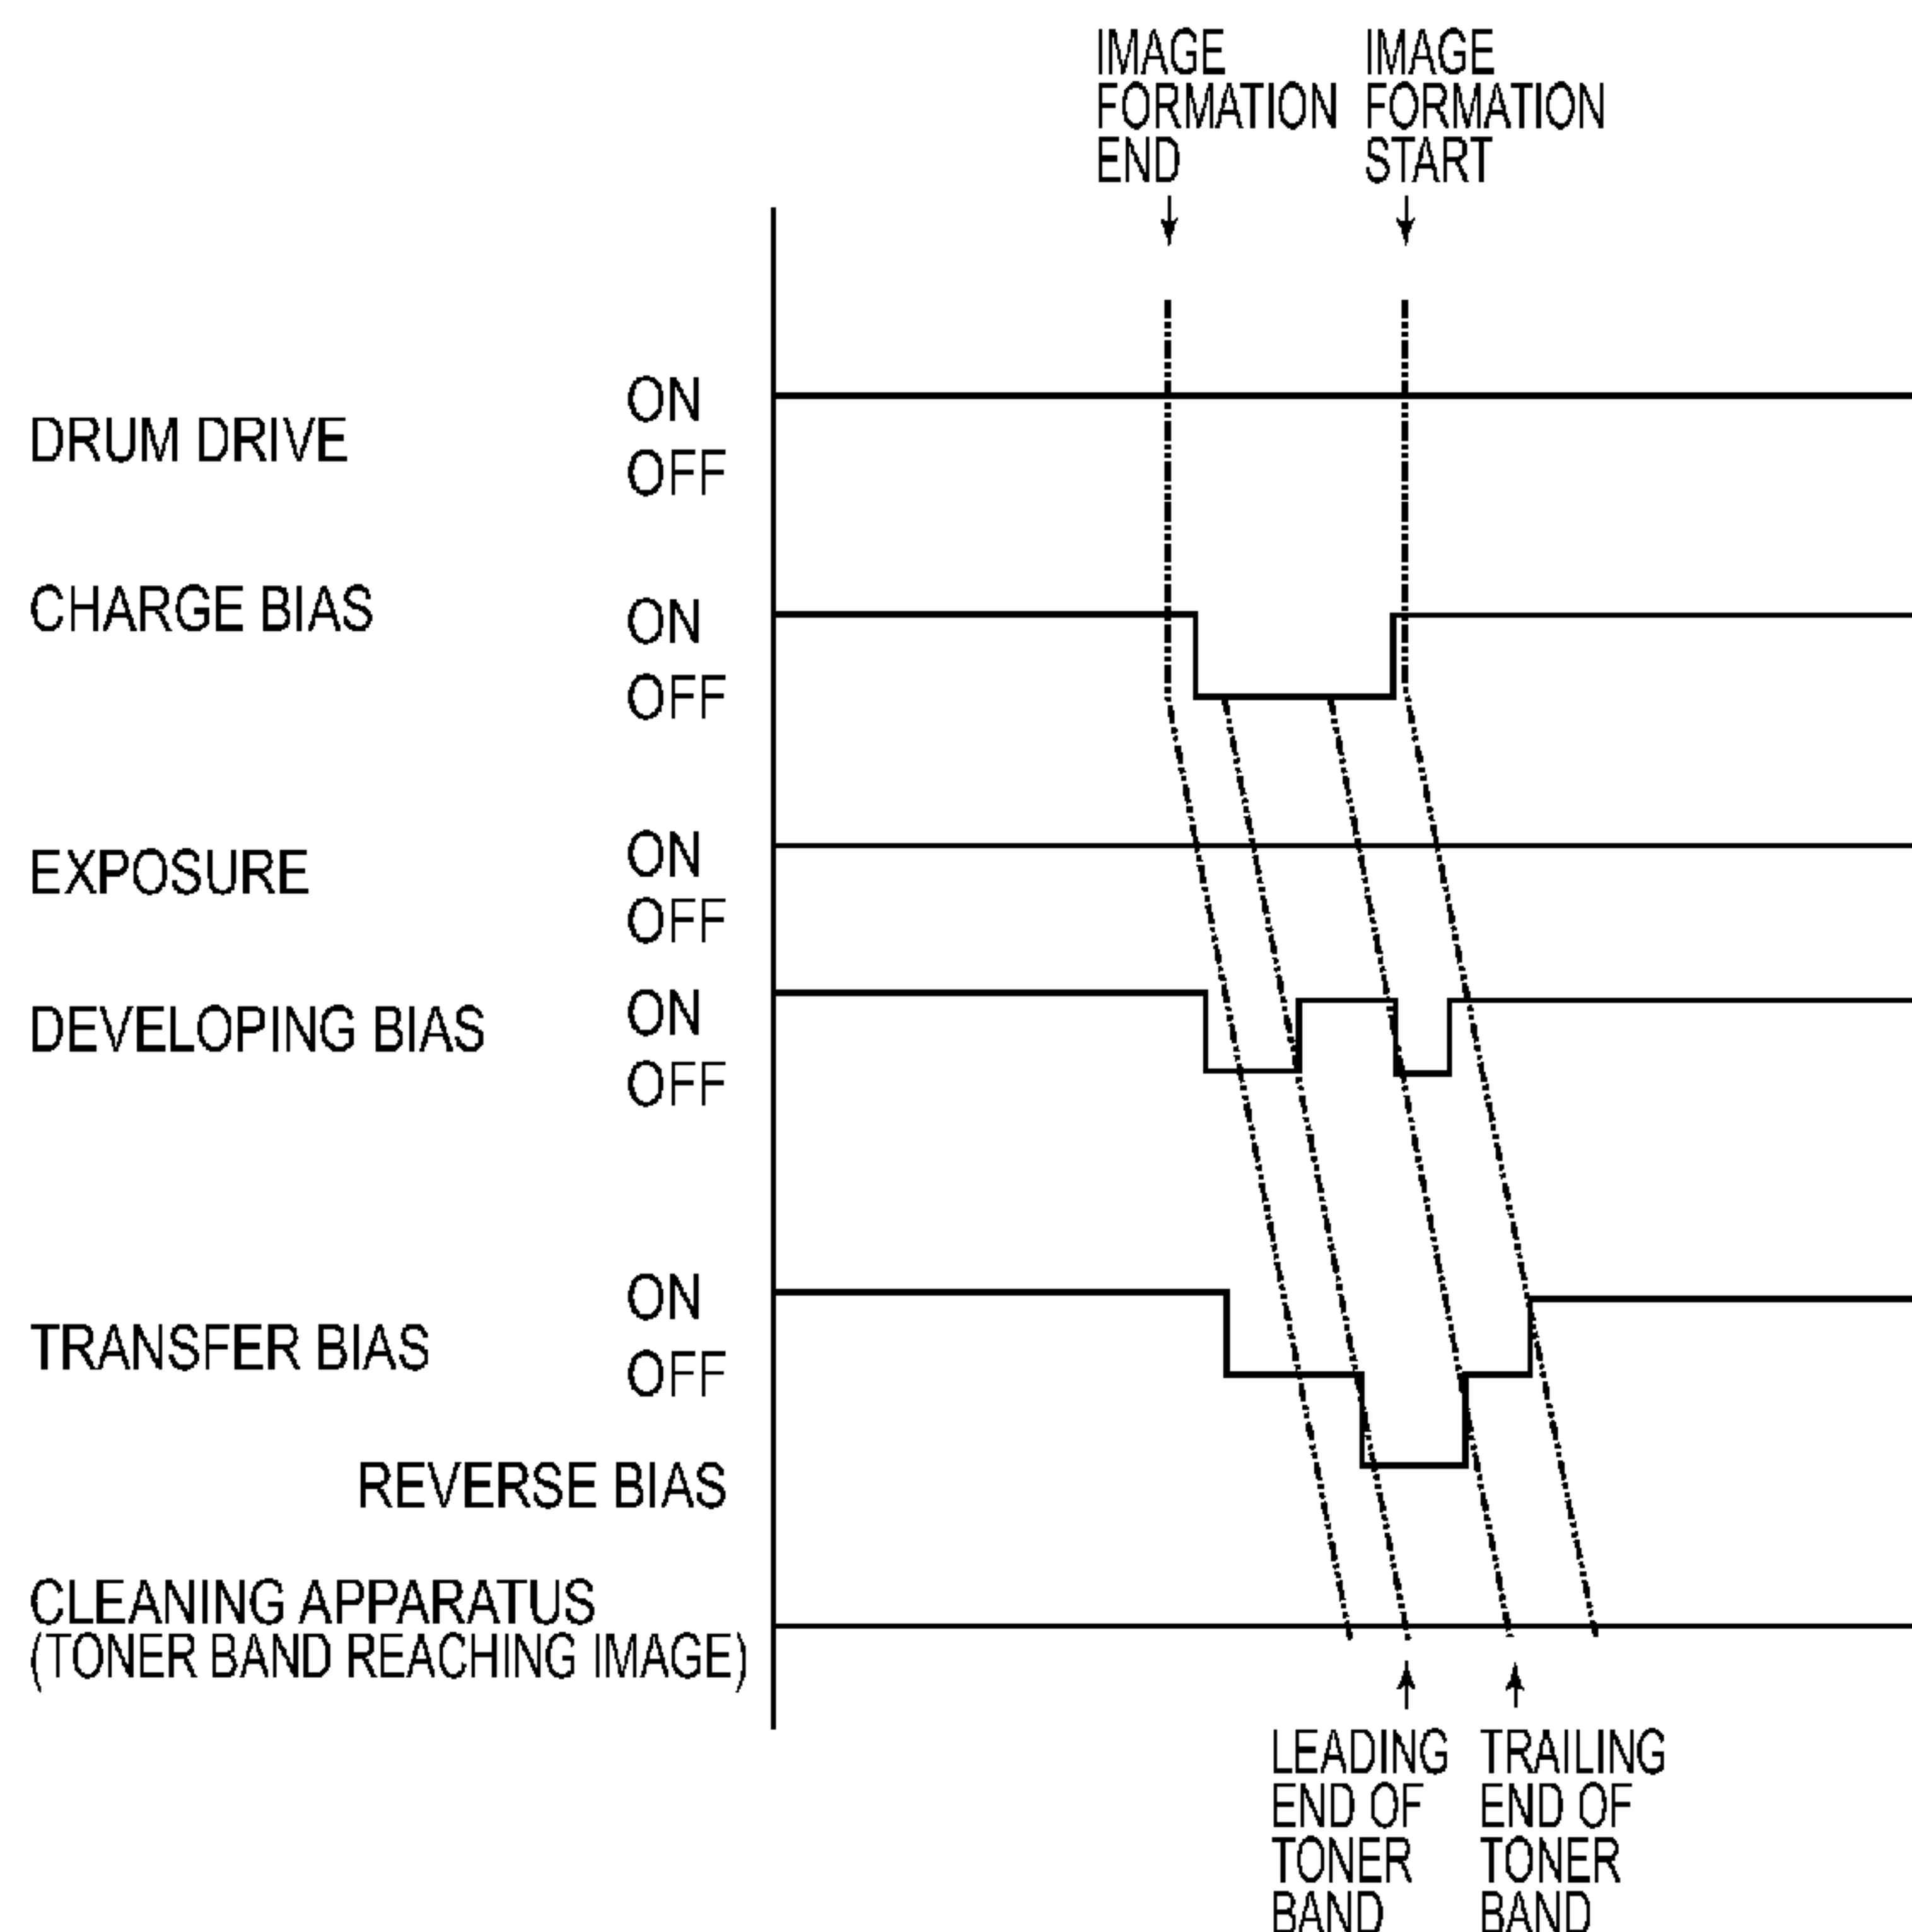 IMAGE
FORMATION
END
IMAGE
FORMATION
START
DRUM DRIVE
ON
OFF
CHARGE BIAS
ON
OFF
EXPOSURE
ON
OFF
DEVELOPING BIAS
ON
OFF
TRANSFER BIAS
ON
OFF
REVERSE BIAS
CLEANING APPARATUS
(TONER BAND REACHING IMAGE)
LEADING
END OF
TONER
BAND
TRAILING
END OF
TONER
BAND